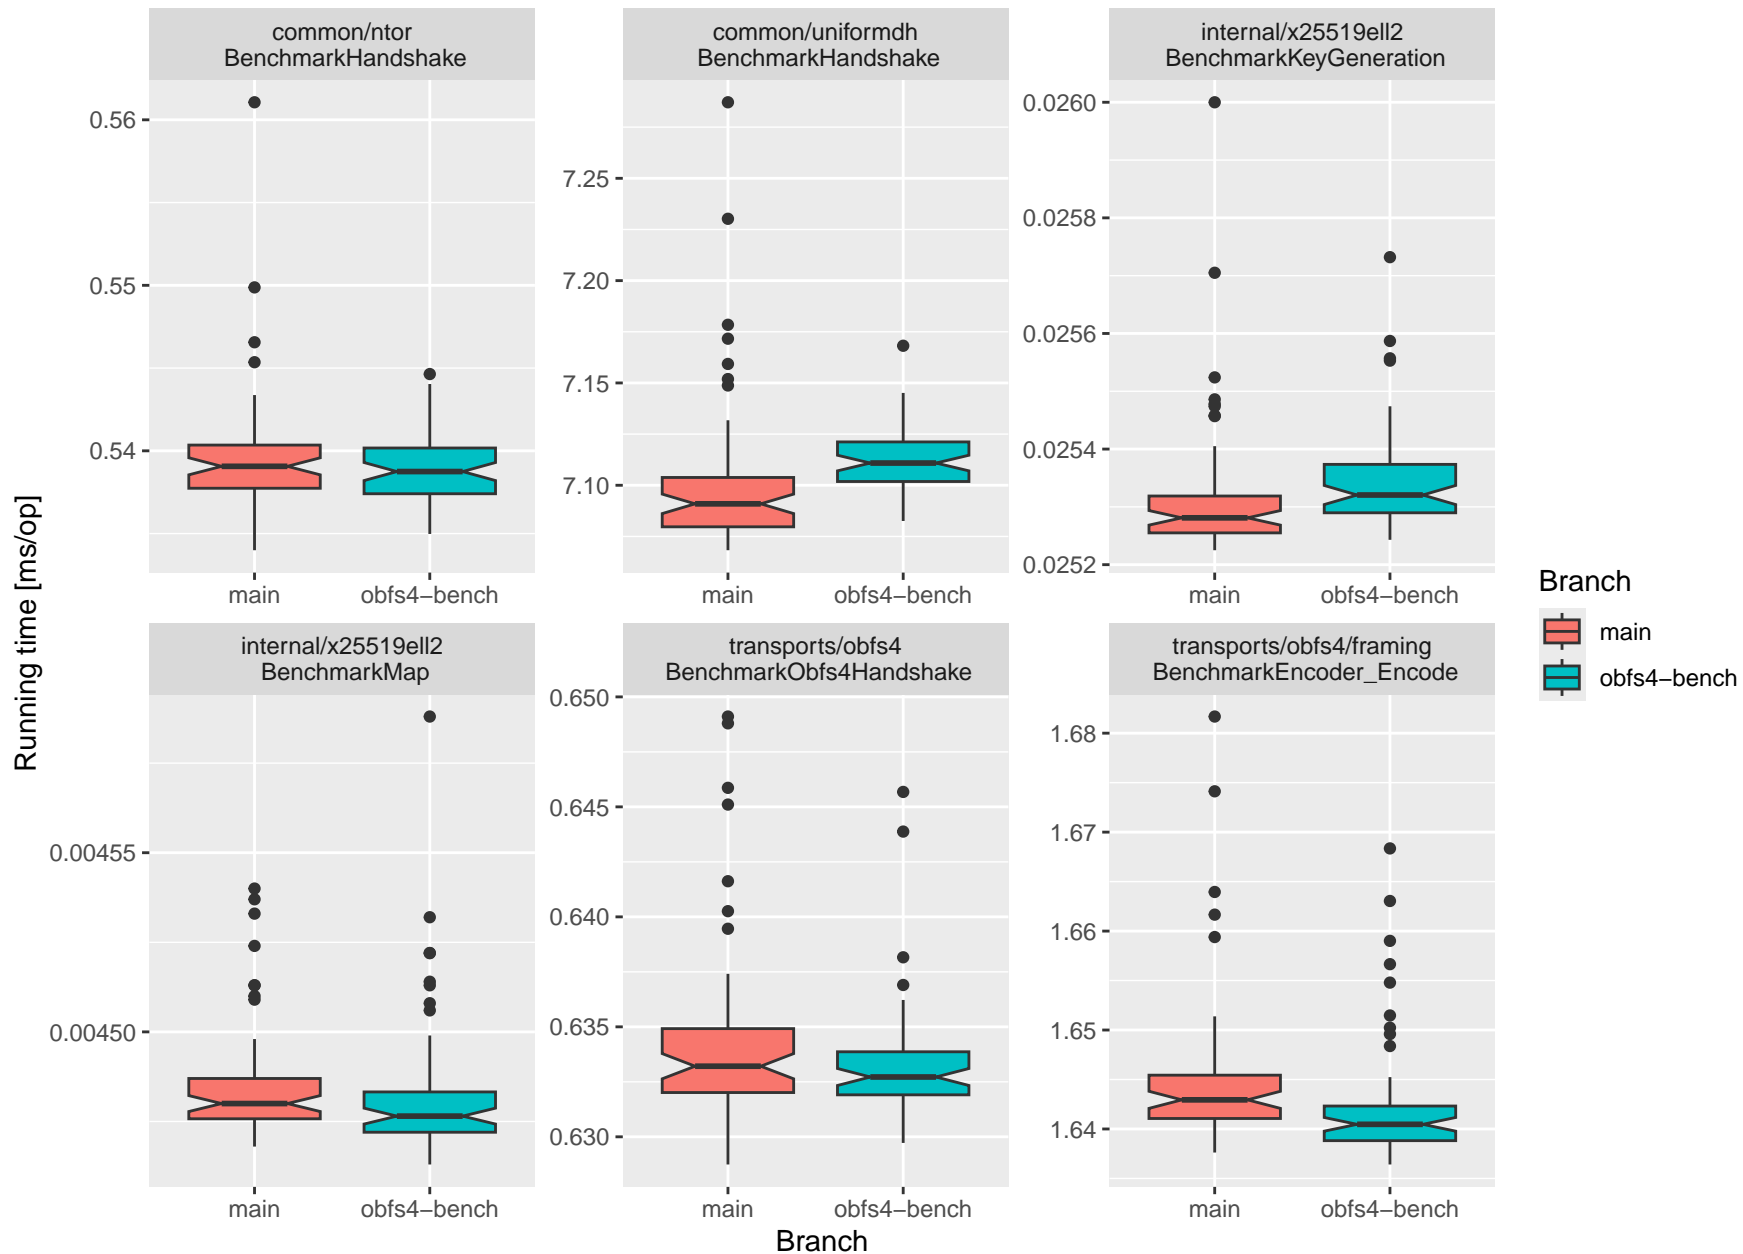 common/ntor
BenchmarkHandshake
common/uniformdh
BenchmarkHandshake
internal/x25519ell2
BenchmarkKeyGeneration
0.56
0.55
0.54
7.25
7.20
7.15
7.10
0.0260
0.0258
0.0256
0.0254
0.0252
main
obfs4−bench
main
obfs4−bench
main
obfs4−bench
internal/x25519ell2
BenchmarkMap
transports/obfs4
BenchmarkObfs4Handshake
transports/obfs4/framing
BenchmarkEncoder_Encode
0.00455
0.00450
0.650
0.645
0.640
0.635
0.630
1.68
1.67
1.66
1.65
1.64
main
obfs4−bench
main
obfs4−bench
main
obfs4−bench
Branch
Running time [ms/op]
Branch
main
obfs4−bench